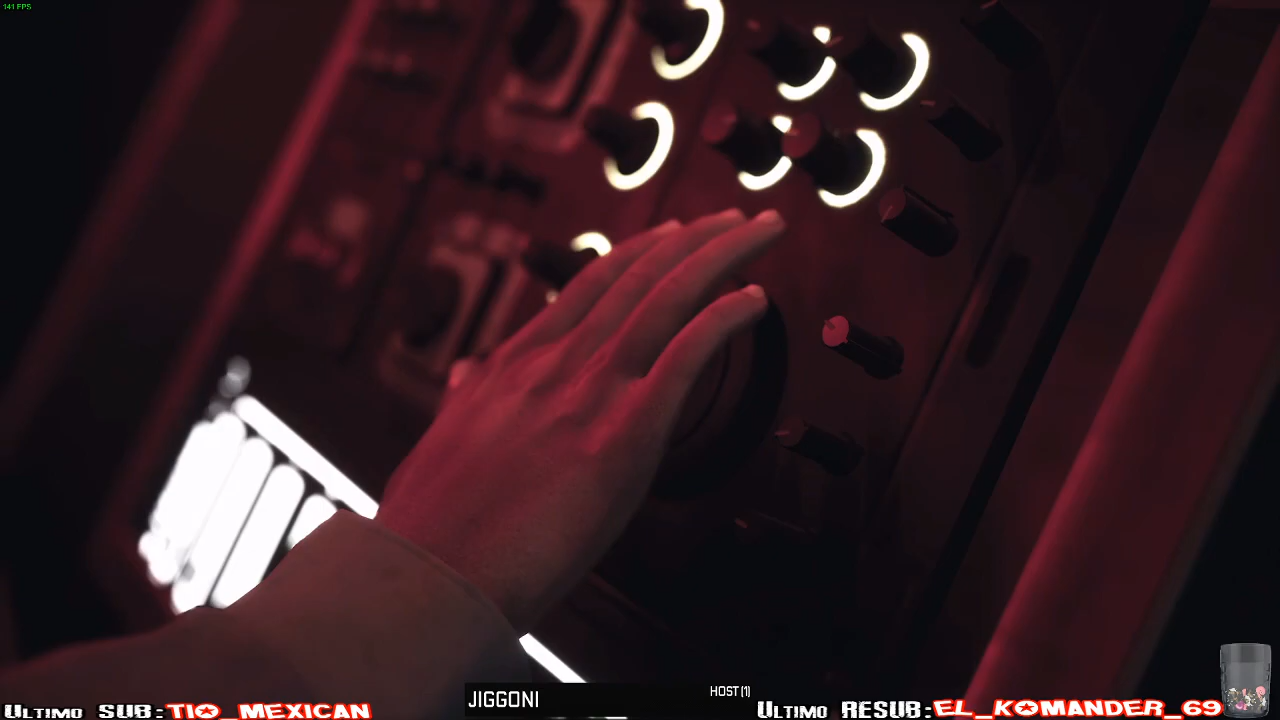 141 FPS
JIGGONI
HOST (1)
Ultimo SUB:TIO_MEXICAN
Ultimo RESUB:EL_KOMANDER_69